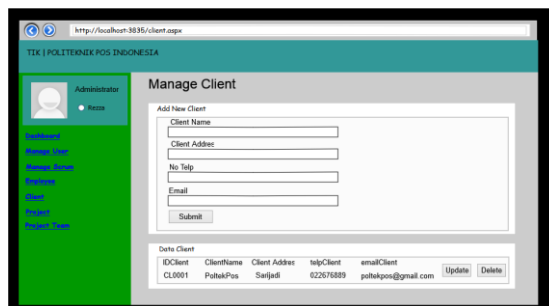 http://localhost:3835/client.aspx
TIK | POLITEKNIK POS INDONESIA
Administrator
Rezza
Dashboard
Manage User
Manage Scrum
Employee
Client
Project
Project Team
Manage Client
Add New Client
Client Name
Client Addres
No Telp
Email
Submit
Data Client
IDClient ClientName Client Addres telpClient emailClient
CL0001 PoltekPos Sarijadi 022676889 poltekpos@gmail.com Update Delete